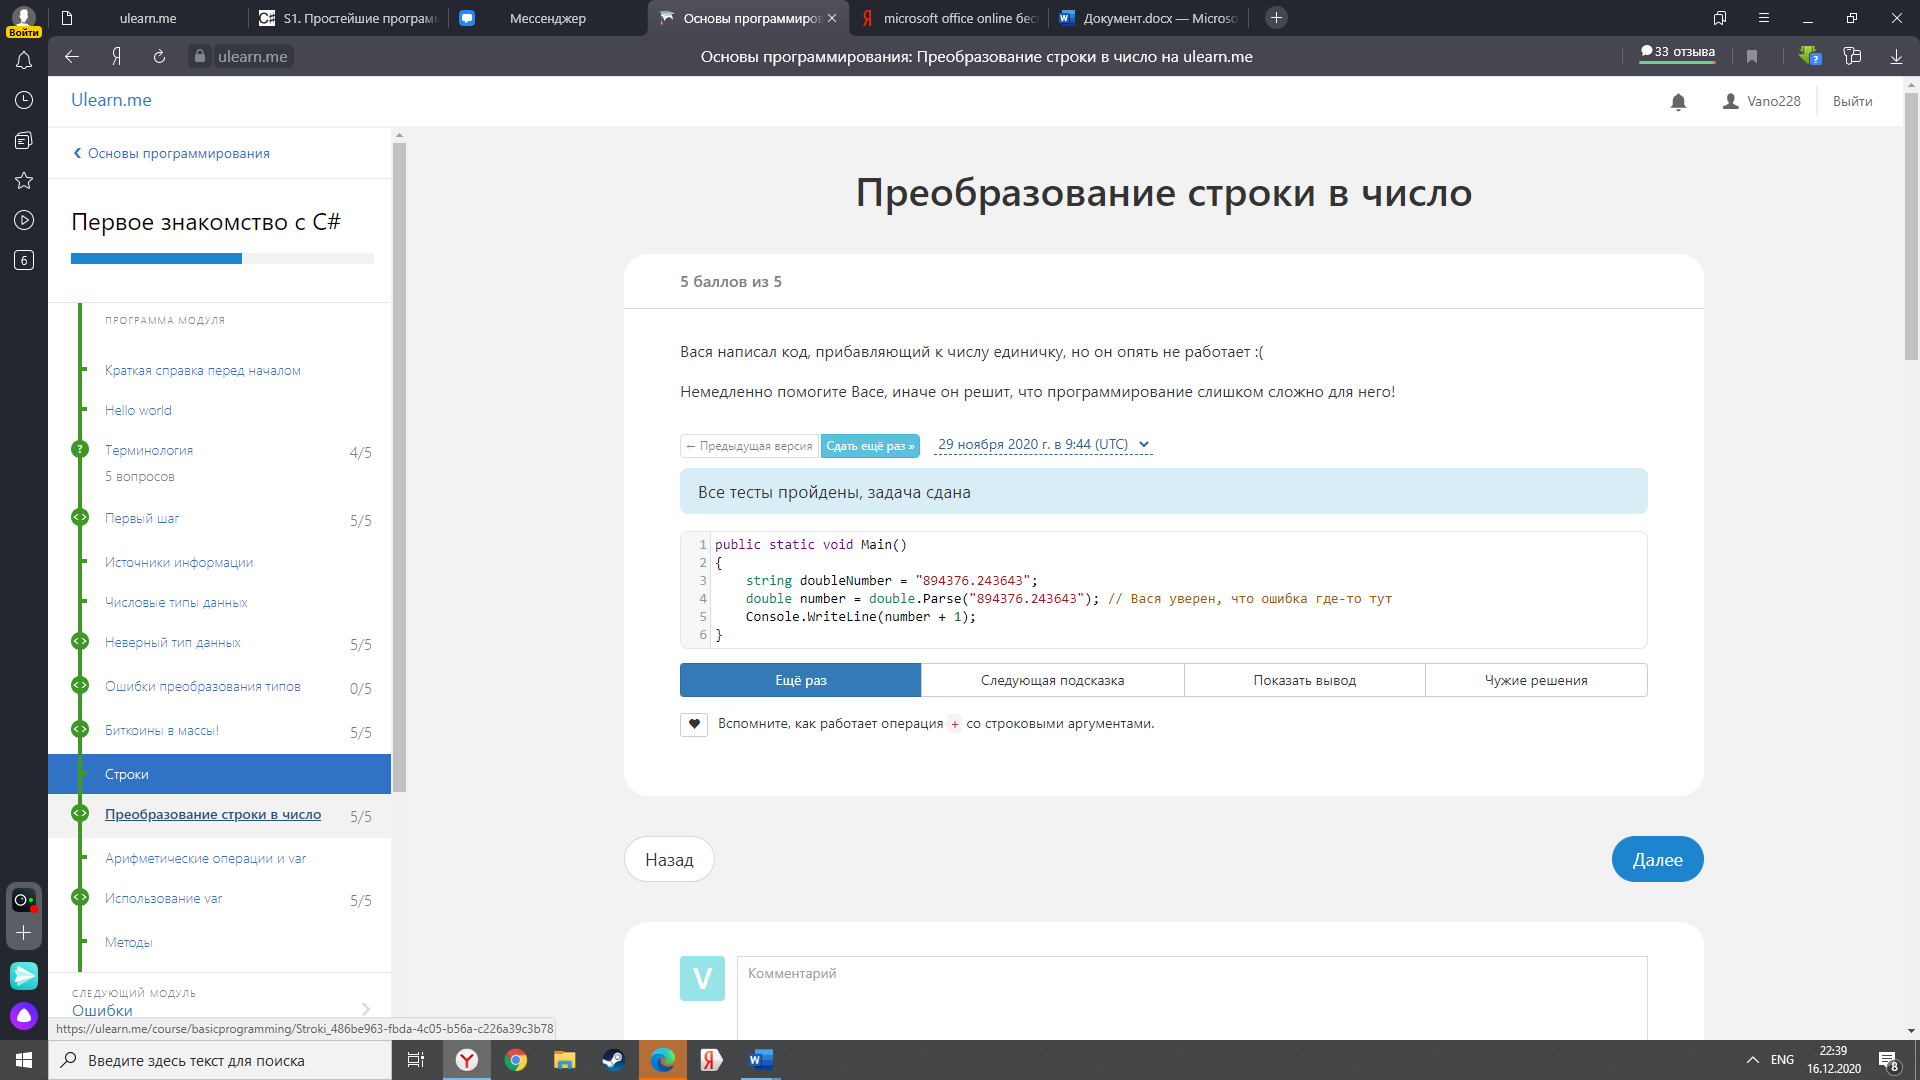 ulearn.me
S1. Простейшие програм
Мессенджер
Основы программиров
microsoft office online бес
Документ.docx — Microso
Войти
ulearn.me
Основы программирования: Преобразование строки в число на ulearn.me
33 отзыва
Ulearn.me
Vano228
Выйти
6
Основы программирования
Первое знакомство с C#
ПРОГРАММА МОДУЛЯ
Краткая справка перед началом
Hello world
Терминология 4/5
5 вопросов
Первый шаг 5/5
Источники информации
Числовые типы данных
Неверный тип данных 5/5
Ошибки преобразования типов 0/5
Биткоины в массы! 5/5
Строки
Преобразование строки в число 5/5
Арифметические операции и var
Использование var 5/5
Методы
СЛЕДУЮЩИЙ МОДУЛЬ
Ошибки
https://ulearn.me/course/basicprogramming/Stroki_486be963-fbda-4c05-b56a-c226a39c3b78
Преобразование строки в число
5 баллов из 5
Вася написал код, прибавляющий к числу единичку, но он опять не работает :(
Немедленно помогите Васе, иначе он решит, что программирование слишком сложно для него!
← Предыдущая версия Сдать ещё раз » 29 ноября 2020 г. в 9:44 (UTC)
Все тесты пройдены, задача сдана
1 public static void Main()
2 {
3 string doubleNumber = "894376.243643";
4 double number = double.Parse("894376.243643"); // Вася уверен, что ошибка где-то тут
5 Console.WriteLine(number + 1);
6 }
Ещё раз Следующая подсказка Показать вывод Чужие решения
Вспомните, как работает операция + со строковыми аргументами.
Назад
Далее
V
Комментарий
Введите здесь текст для поиска
ENG
22:39
16.12.2020
8